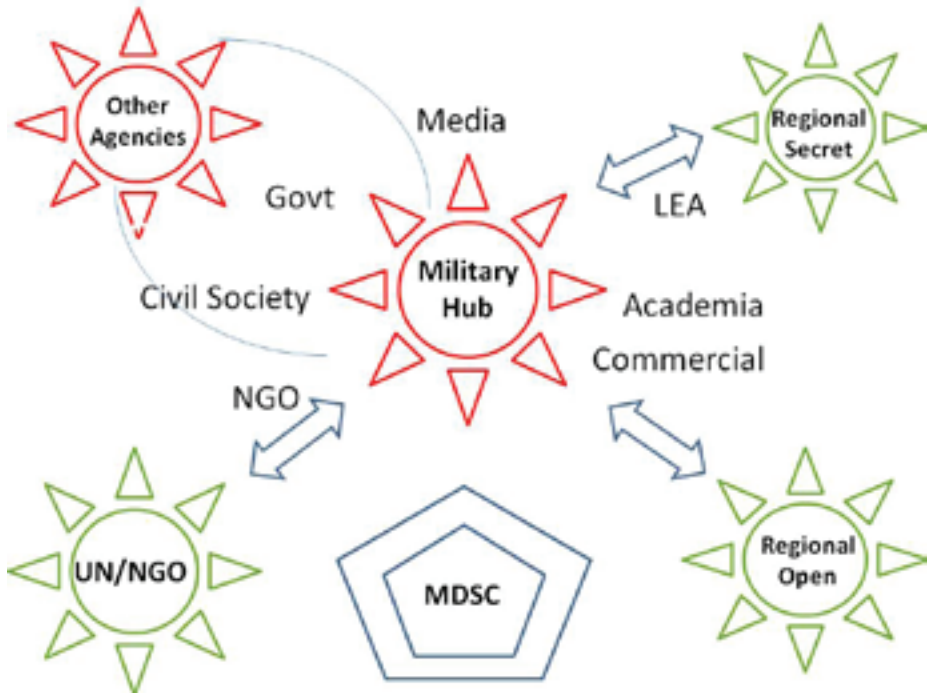 Other
Agencies
Media
Regional
Secret
Govt
LEA
Military
Hub
Civil Society
Academia
Commercial
NGO
UN/NGO
MDSC
Regional
Open